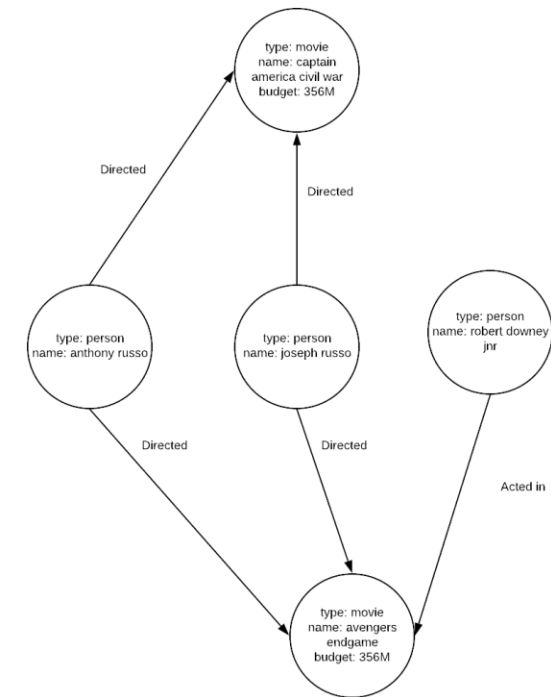 type: movie
name: captain
america civil war
budget: 356M
Directed
Directed
type: person
name: anthony russo
type: person
name: joseph russo
type: person
name: robert downey
jnr
Directed
Directed
Acted in
type: movie
name: avengers
endgame
budget: 356M